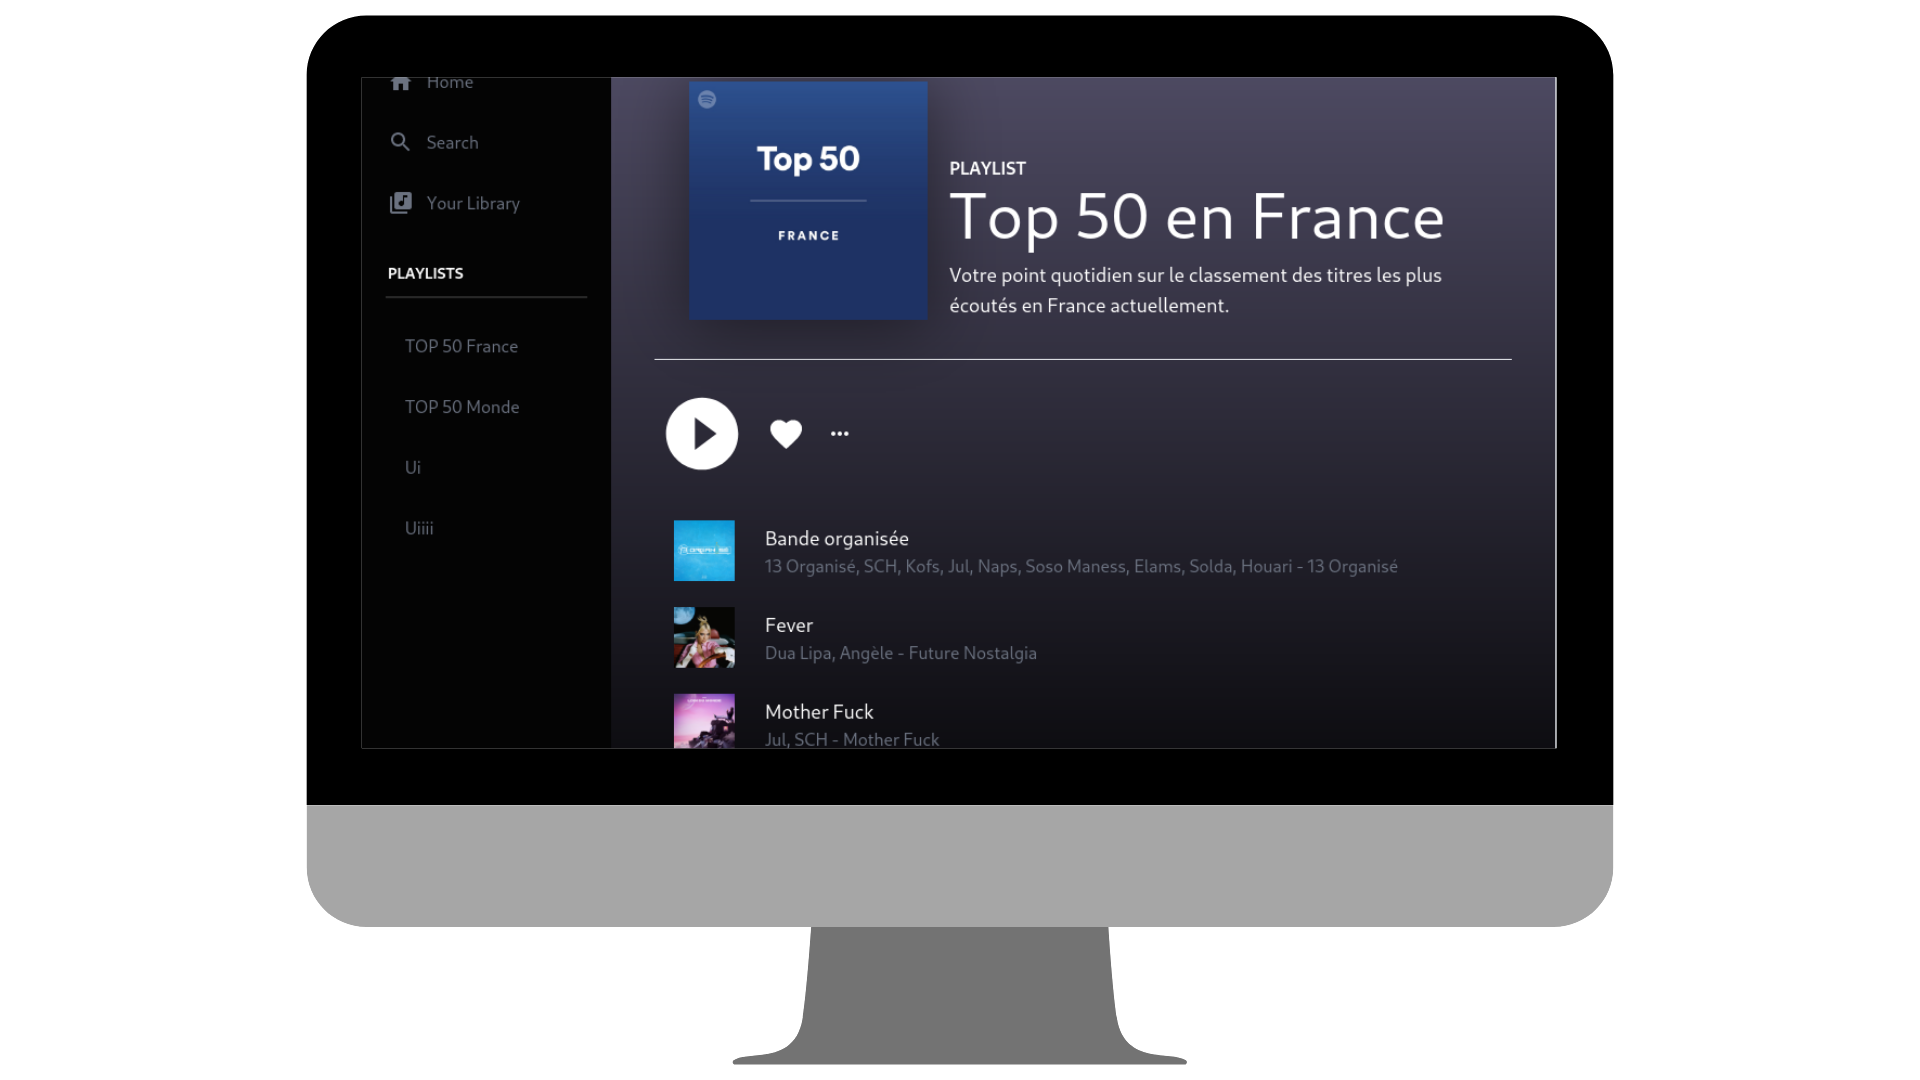 Home
Search
Your Library
PLAYLISTS
TOP 50 France
TOP 50 Monde
Ui
Uiiii
Top 50
FRANCE
PLAYLIST
Top 50 en France
Votre point quotidien sur le classement des titres les plus
écoutés en France actuellement.
Bande organisée
13 Organisé, SCH, Kofs, Jul, Naps, Soso Maness, Elams, Solda, Houari - 13 Organisé
Fever
Dua Lipa, Angèle - Future Nostalgia
Mother Fuck
Jul, SCH - Mother Fuck